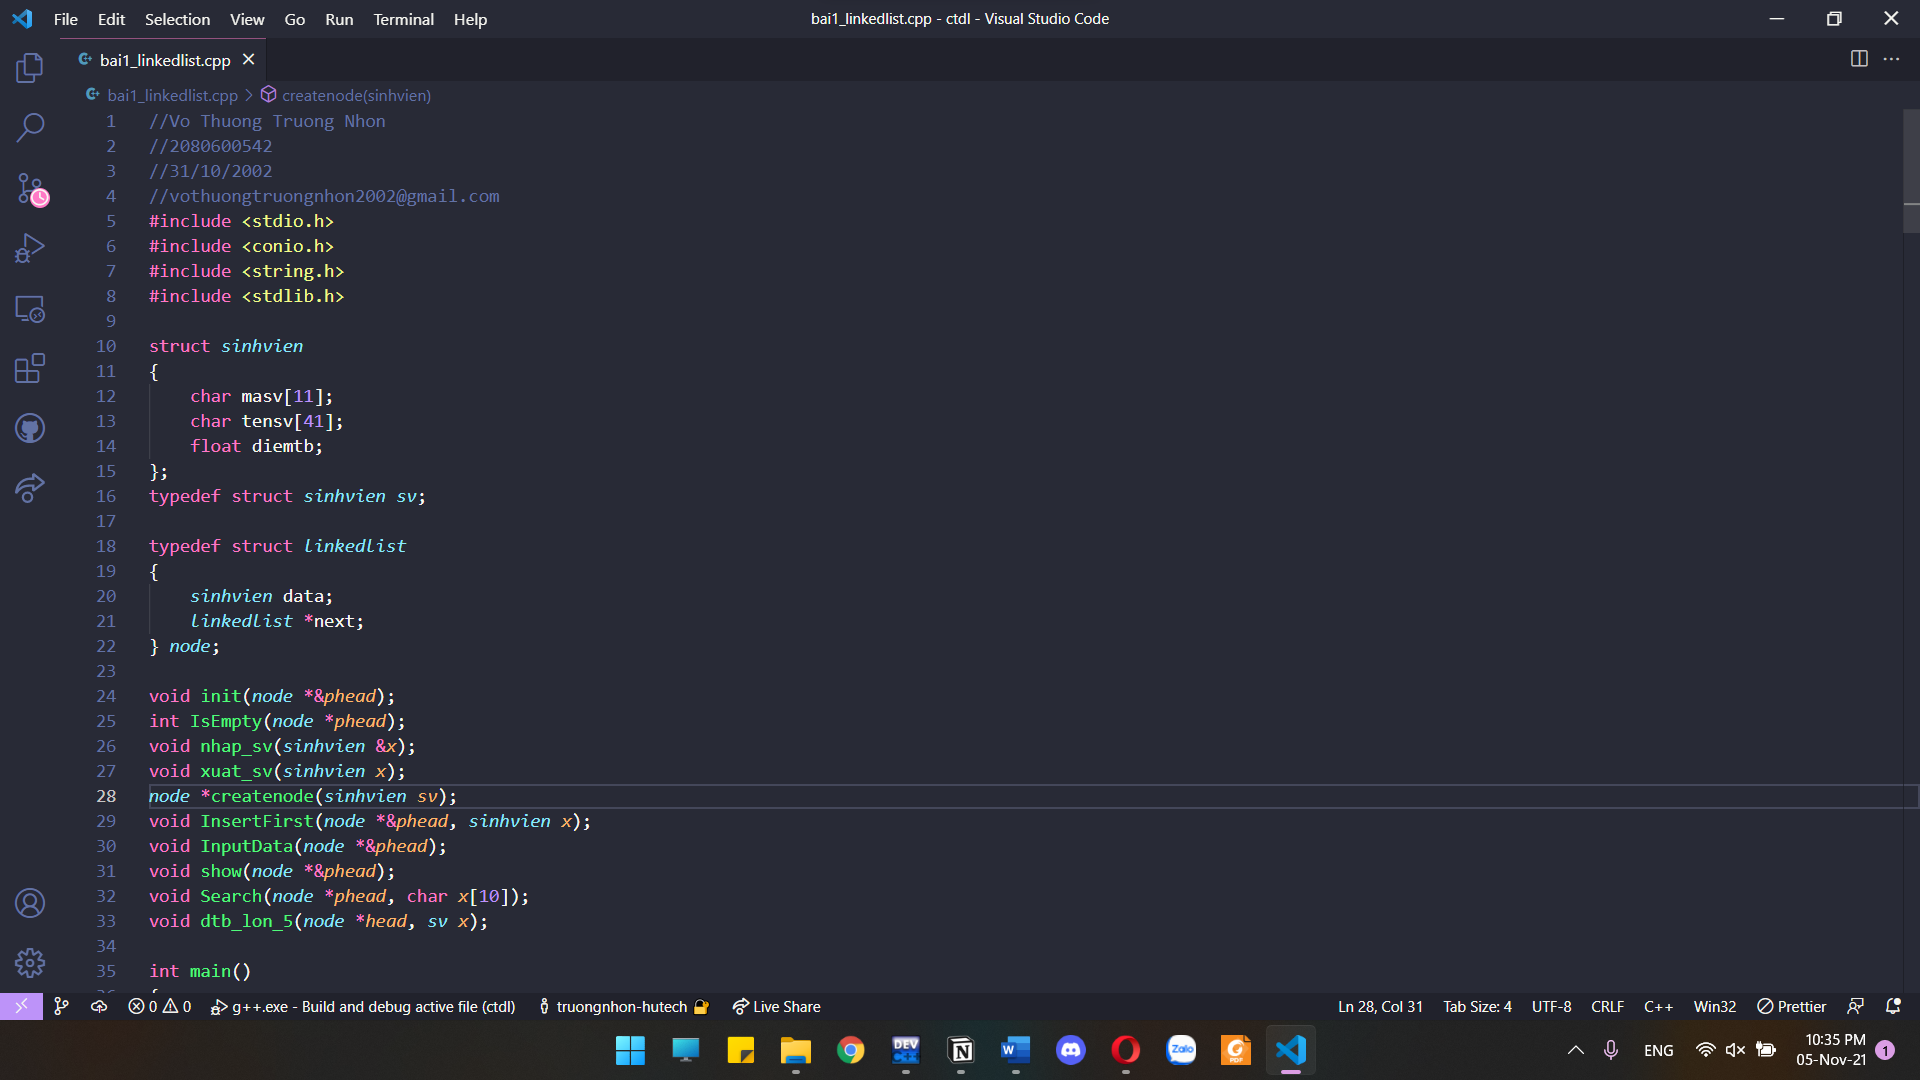 File Edit Selection View Go Run Terminal Help
bai1_linkedlist.cpp - ctdl - Visual Studio Code
bai1_linkedlist.cpp
bai1_linkedlist.cpp > createnode(sinhvien)
1 //Vo Thuong Truong Nhon
2 //2080600542
3 //31/10/2002
4 //vothuongtruongnhon2002@gmail.com
5 #include <stdio.h>
6 #include <conio.h>
7 #include <string.h>
8 #include <stdlib.h>
9
10 struct sinhvien
11 {
12 char masv[11];
13 char tensv[41];
14 float diemtb;
15 };
16 typedef struct sinhvien sv;
17
18 typedef struct linkedlist
19 {
20 sinhvien data;
21 linkedlist *next;
22 } node;
23
24 void init(node *&phead);
25 int IsEmpty(node *phead);
26 void nhap_sv(sinhvien &x);
27 void xuat_sv(sinhvien x);
28 node *createnode(sinhvien sv);
29 void InsertFirst(node *&phead, sinhvien x);
30 void InputData(node *&phead);
31 void show(node *&phead);
32 void Search(node *phead, char x[10]);
33 void dtb_lon_5(node *head, sv x);
34
35 int main()
0 0 g++.exe - Build and debug active file (ctdl) truongnhon-hutech Live Share
Ln 28, Col 31 Tab Size: 4 UTF-8 CRLF C++ Win32 Prettier
DEV C++ N W Zalo PDF
ENG
10:35 PM
05-Nov-21
1